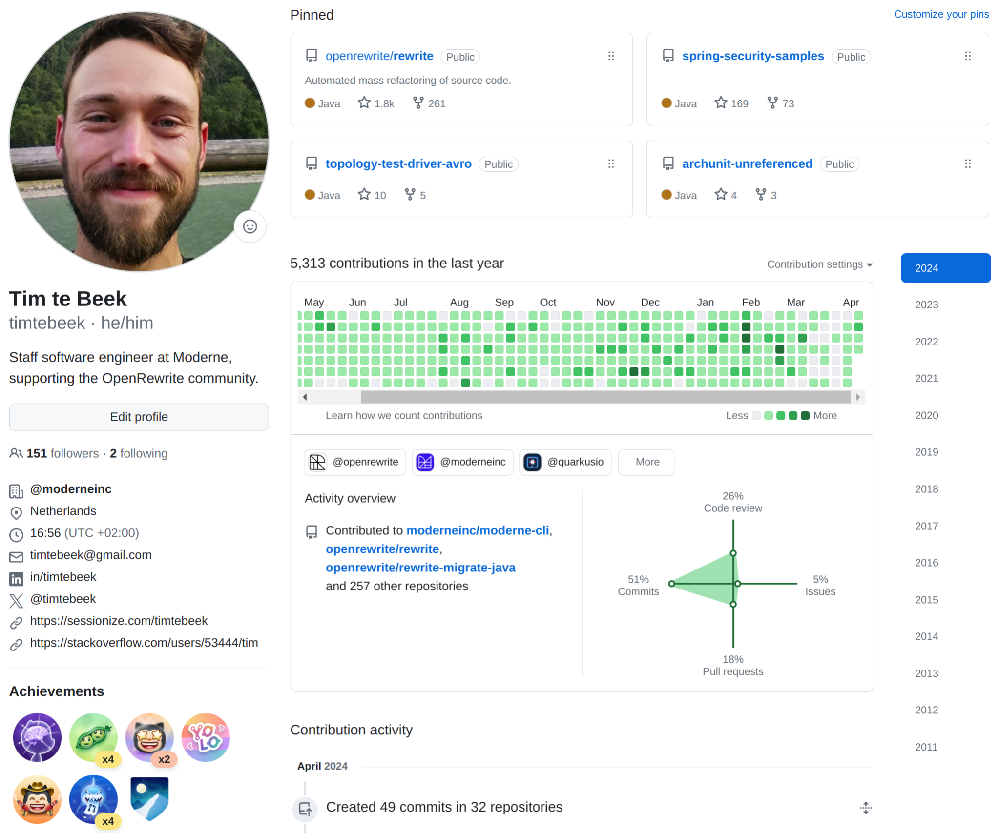 Tim te Beek
timtebeek · he/him
Staff software engineer at Moderne,
supporting the OpenRewrite community.
Edit profile
151 followers · 2 following
@moderneinc
Netherlands
16:56 (UTC +02:00)
timtebeek@gmail.com
in/timtebeek
@timtebeek
https://sessionize.com/timtebeek
https://stackoverflow.com/users/53444/tim
Achievements
YOLO
x4
x2
x4
Pinned
Customize your pins
openrewrite/rewrite Public
Automated mass refactoring of source code.
Java 1.8k 261
spring-security-samples Public
Java 169 73
topology-test-driver-avro Public
Java 10 5
archunit-unreferenced Public
Java 4 3
5,313 contributions in the last year
Contribution settings
May Jun Jul Aug Sep Oct Nov Dec Jan Feb Mar Apr
Learn how we count contributions
Less More
@openrewrite
@moderneinc
@quarkusio
More
Activity overview
Contributed to moderneinc/moderne-cli,
openrewrite/rewrite,
openrewrite/rewrite-migrate-java
and 257 other repositories
26%
Code review
51%
Commits
5%
Issues
18%
Pull requests
Contribution activity
April 2024
Created 49 commits in 32 repositories
2024
2023
2022
2021
2020
2019
2018
2017
2016
2015
2014
2013
2012
2011